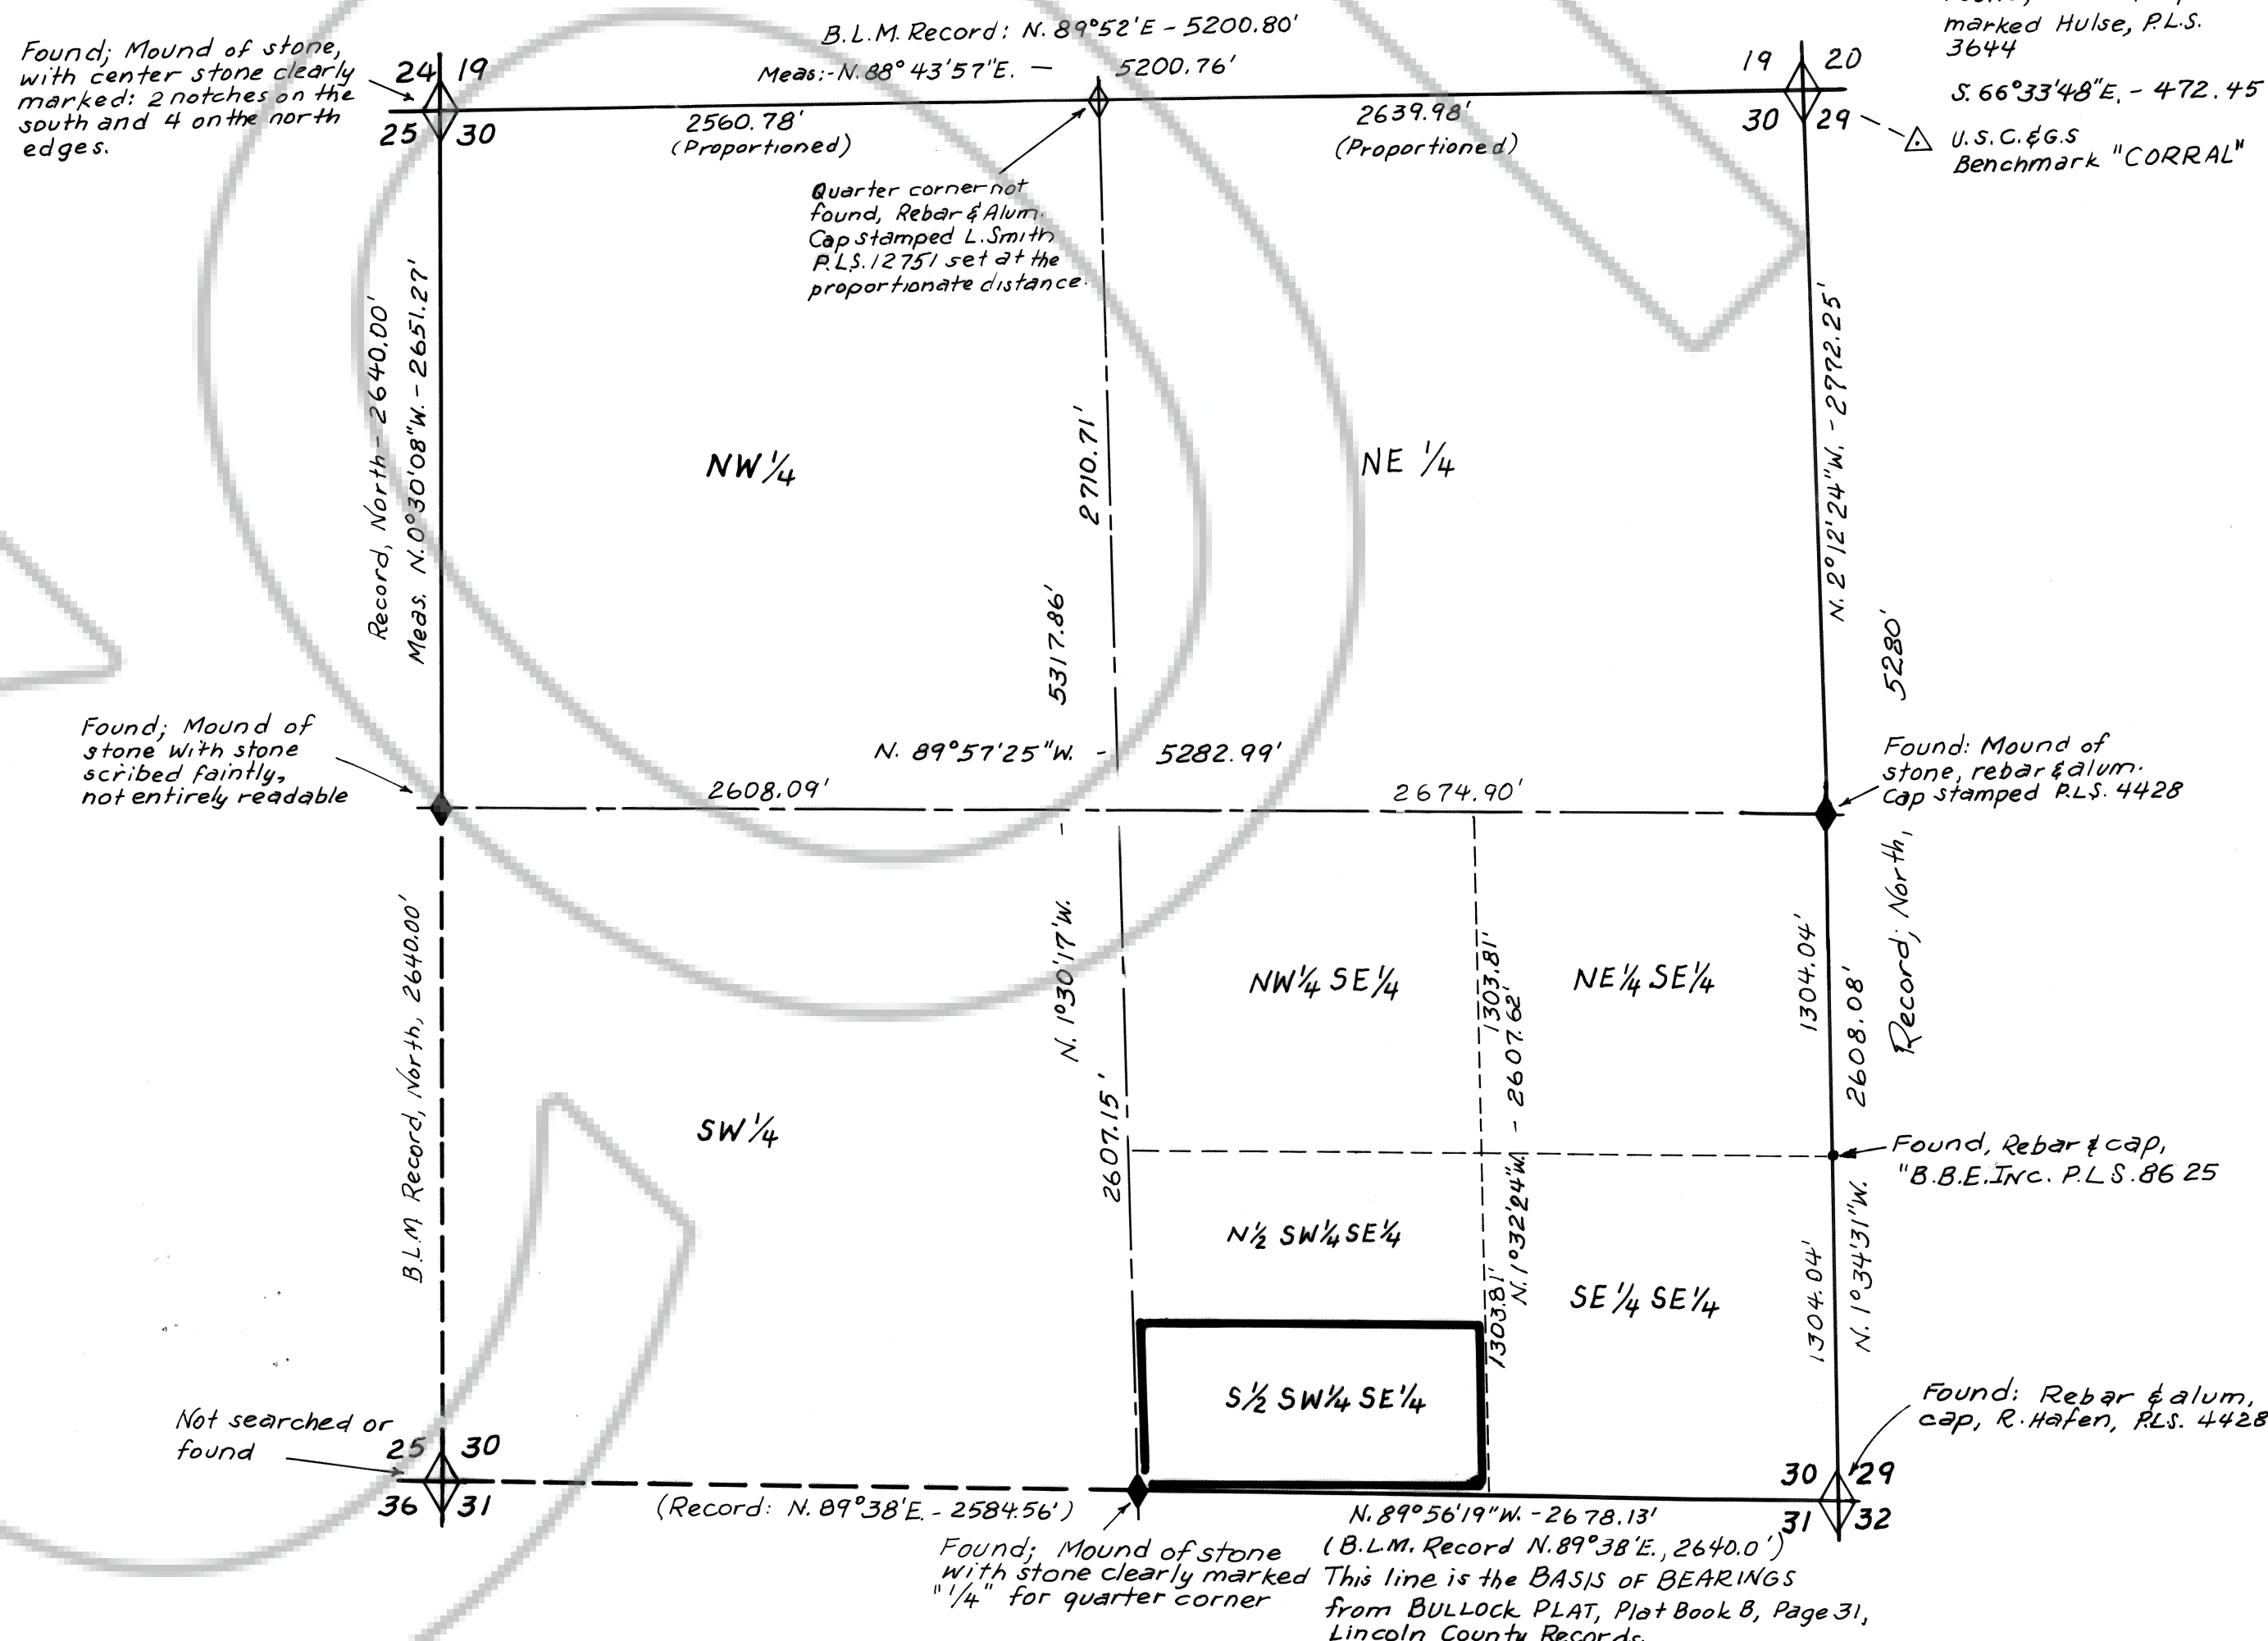 B.L.M. Record: N. 89°52'E - 5200.80'
Meas:- N. 88° 43'57"E. — 5200.76'
Found; Mound of stone,
with center stone clearly
marked: 2 notches on the
south and 4 on the north
edges.
24 19
25 30
2560.78'
(Proportioned)
2639.98'
(Proportioned)
19 20
30 29
marked Hulse, P.L.S.
3644
S. 66°33'48"E. - 472.45
U.S.C.&G.S
Benchmark "CORRAL"
Quarter corner not
found, Rebar & Alum.
Cap stamped L. Smith
P.L.S. 12751 set at the
proportionate distance.
Record, North - 2640.00'
Meas. N.0°30'08"W. - 2651.27'
NW 1/4
2710.71'
NE 1/4
N. 2°12'24"W. - 2772.25'
5317.86'
N. 1°30'17"W.
5280'
Record; North,
Found; Mound of
stone with stone
scribed faintly,
not entirely readable
N. 89°57'25"W. - 5282.99'
2608.09'
2674.90'
Found: Mound of
stone, rebar & alum.
Cap stamped P.L.S. 4428
B.L.M Record, North, 2640.00'
SW 1/4
2607.15'
NW 1/4 SE 1/4
1303.81'
N. 1°32'24"W. - 2607.62'
NE 1/4 SE 1/4
1304.04'
2608.08'
Found, Rebar & cap,
"B.B.E. INC. P.L.S. 8625
N 1/2 SW 1/4 SE 1/4
1303.81'
SE 1/4 SE 1/4
1304.04'
N. 1°34'31"W.
S 1/2 SW 1/4 SE 1/4
Found: Rebar & alum,
cap, R. Hafen, P.L.S. 4428
Not searched or
found
25 30
36 31
(Record: N. 89°38'E. - 2584.56')
30 29
31 32
N. 89°56'19"W. - 2678.13'
(B.L.M. Record N. 89°38'E., 2640.0')
This line is the BASIS OF BEARINGS
from BULLOCK PLAT, Plat Book B, Page 31,
Lincoln County Records.
Found; Mound of stone
with stone clearly marked
"1/4" for quarter corner